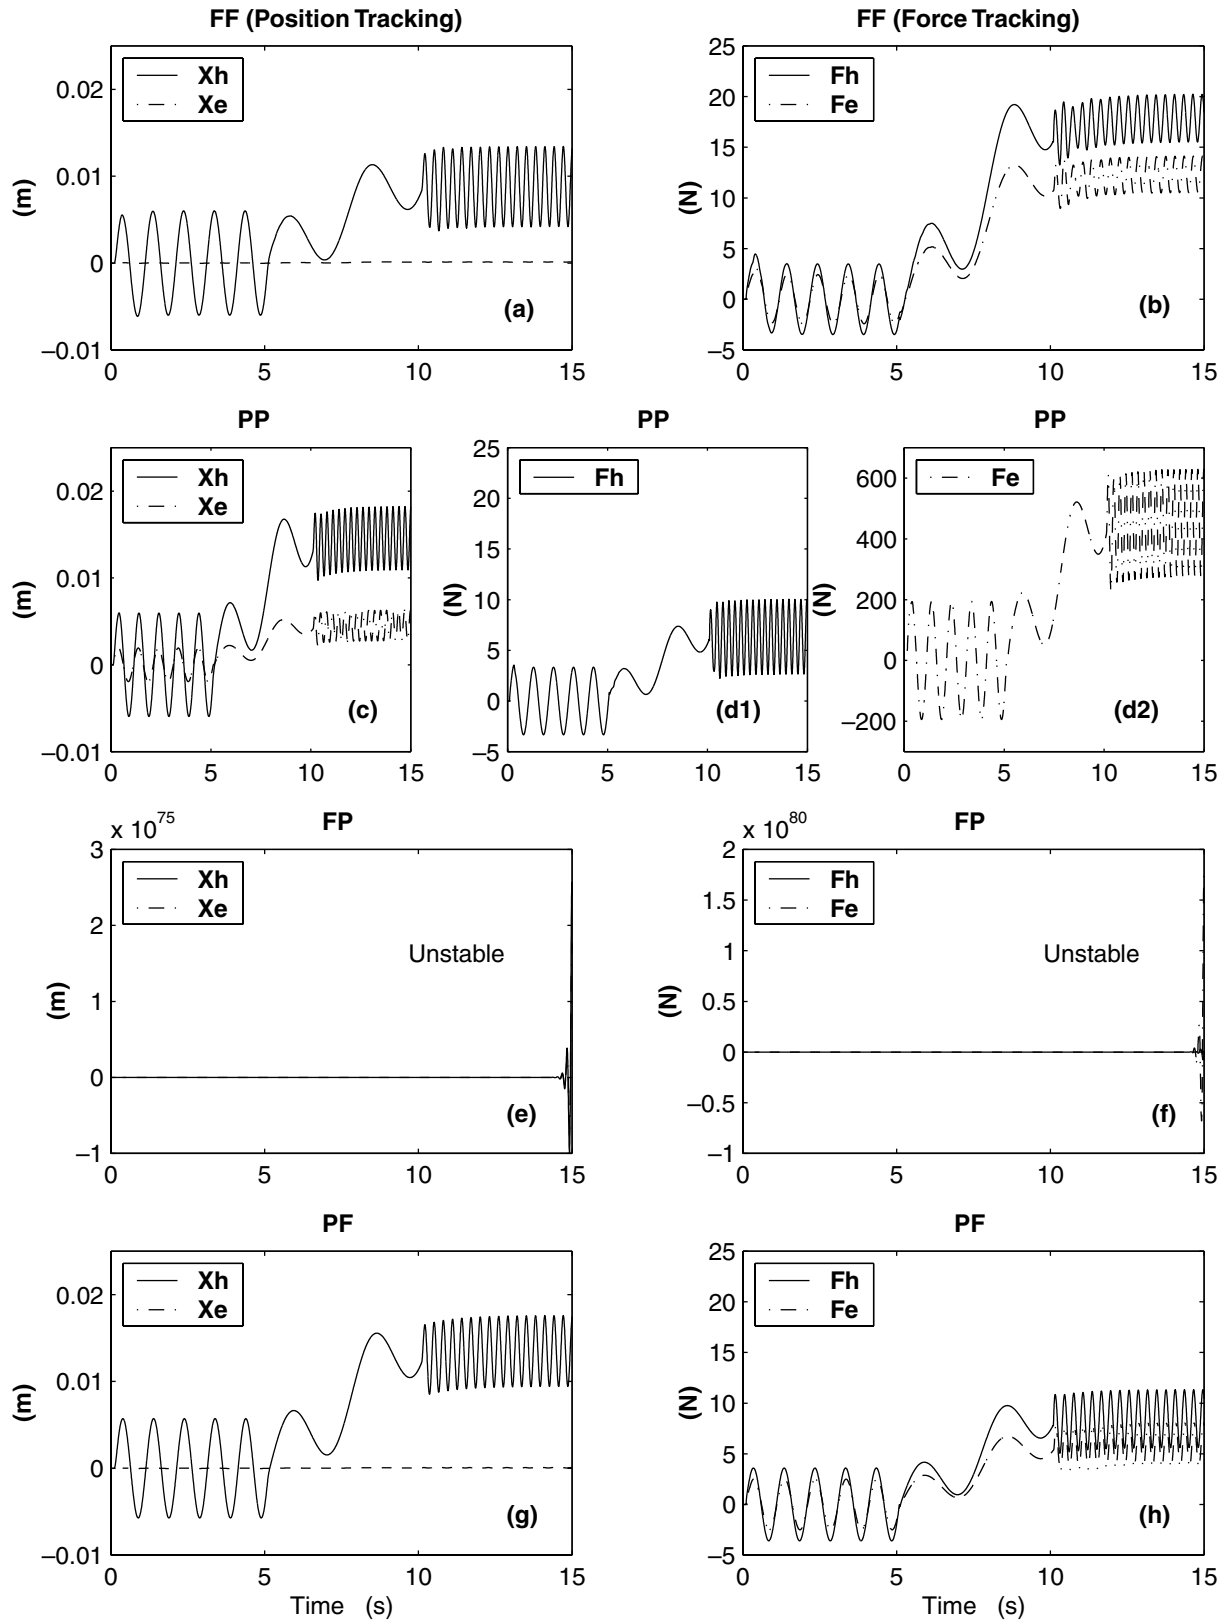 FF (Position Tracking)
FF (Force Tracking)
Xh
Xe
0.02
0.01
0
−0.01
(m)
(a)
0 5 10 15
Fh
Fe
25
20
15
10
5
0
−5
(N)
(b)
0 5 10 15
PP
PP
PP
Xh
Xe
0.02
0.01
0
−0.01
(m)
(c)
0 5 10 15
Fh
25
20
15
10
5
0
−5
(N)
(d1)
0 5 10 15
Fe
600
400
200
0
−200
(N)
(d2)
0 5 10 15
x 10^75
FP
x 10^80
FP
Xh
Xe
3
2
1
0
−1
(m)
Unstable
(e)
0 5 10 15
Fh
Fe
2
1.5
1
0.5
0
−0.5
−1
(N)
Unstable
(f)
0 5 10 15
PF
PF
Xh
Xe
0.02
0.01
0
−0.01
(m)
(g)
0 5 10 15
Time (s)
Fh
Fe
25
20
15
10
5
0
−5
(N)
(h)
0 5 10 15
Time (s)